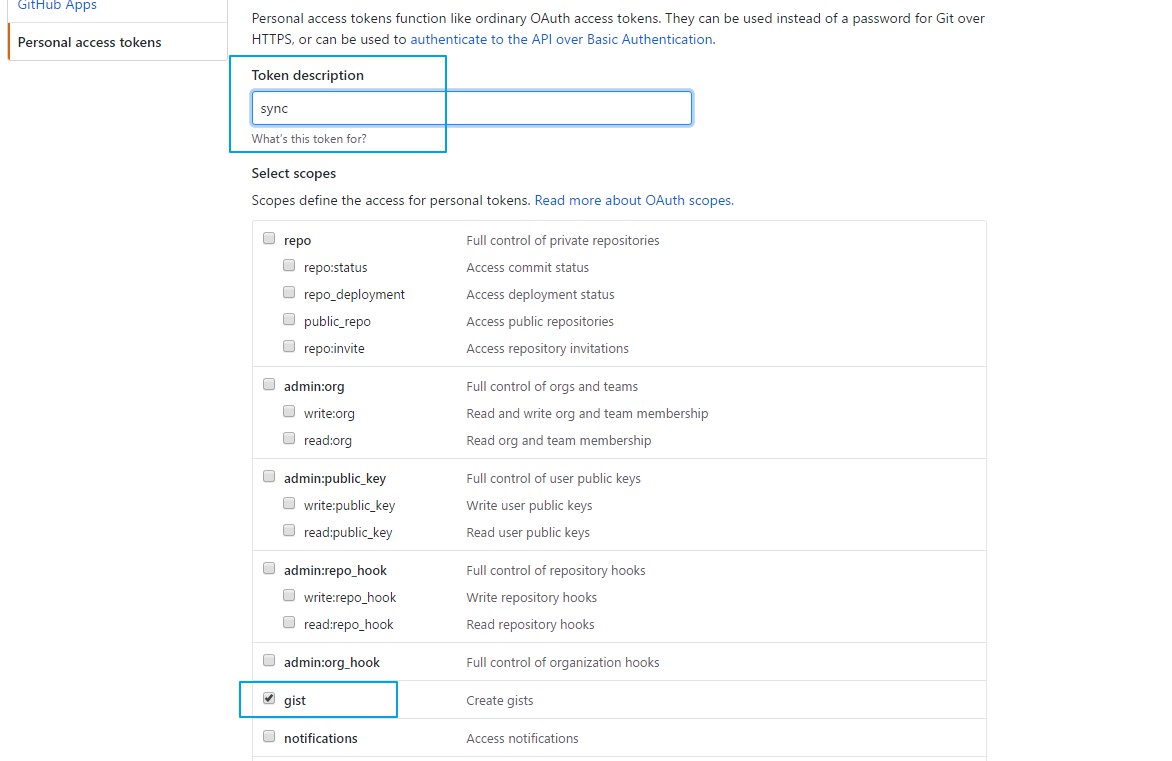 GitHub Apps
Personal access tokens
Personal access tokens function like ordinary OAuth access tokens. They can be used instead of a password for Git over
HTTPS, or can be used to authenticate to the API over Basic Authentication.
Token description
sync
What's this token for?
Select scopes
Scopes define the access for personal tokens. Read more about OAuth scopes.
repo Full control of private repositories
repo:status Access commit status
repo_deployment Access deployment status
public_repo Access public repositories
repo:invite Access repository invitations
admin:org Full control of orgs and teams
write:org Read and write org and team membership
read:org Read org and team membership
admin:public_key Full control of user public keys
write:public_key Write user public keys
read:public_key Read user public keys
admin:repo_hook Full control of repository hooks
write:repo_hook Write repository hooks
read:repo_hook Read repository hooks
admin:org_hook Full control of organization hooks
gist Create gists
notifications Access notifications